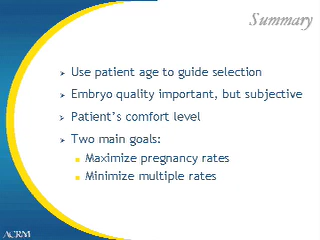 Summary
Use patient age to guide selection
Embryo quality important, but subjective
Patient's comfort level
Two main goals:
Maximize pregnancy rates
Minimize multiple rates
ACRM